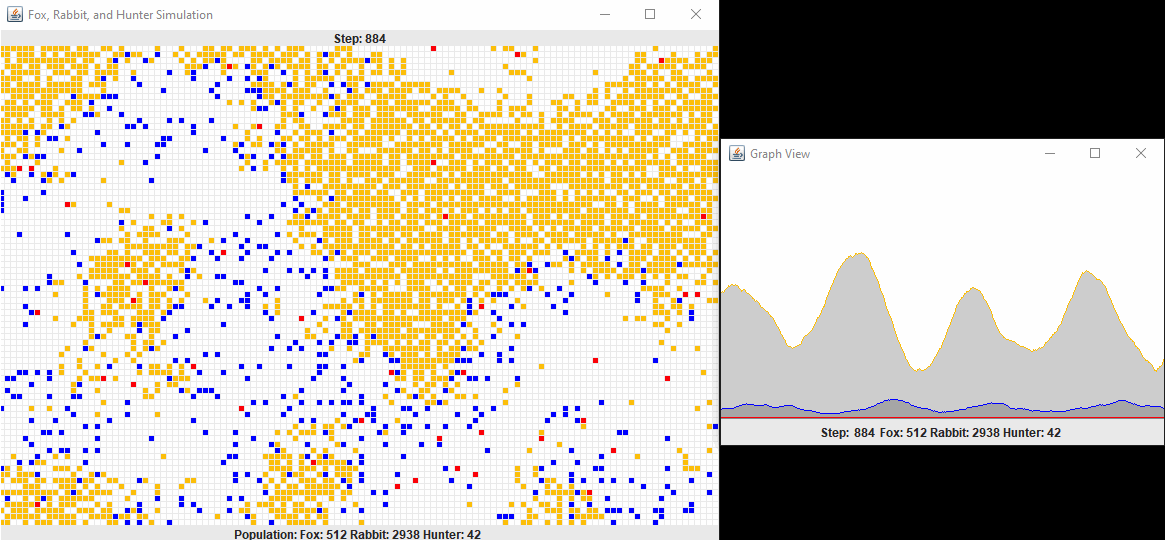 Fox, Rabbit, and Hunter Simulation
Step: 884
Graph View
Step: 884 Fox: 512 Rabbit: 2938 Hunter: 42
Population: Fox: 512 Rabbit: 2938 Hunter: 42